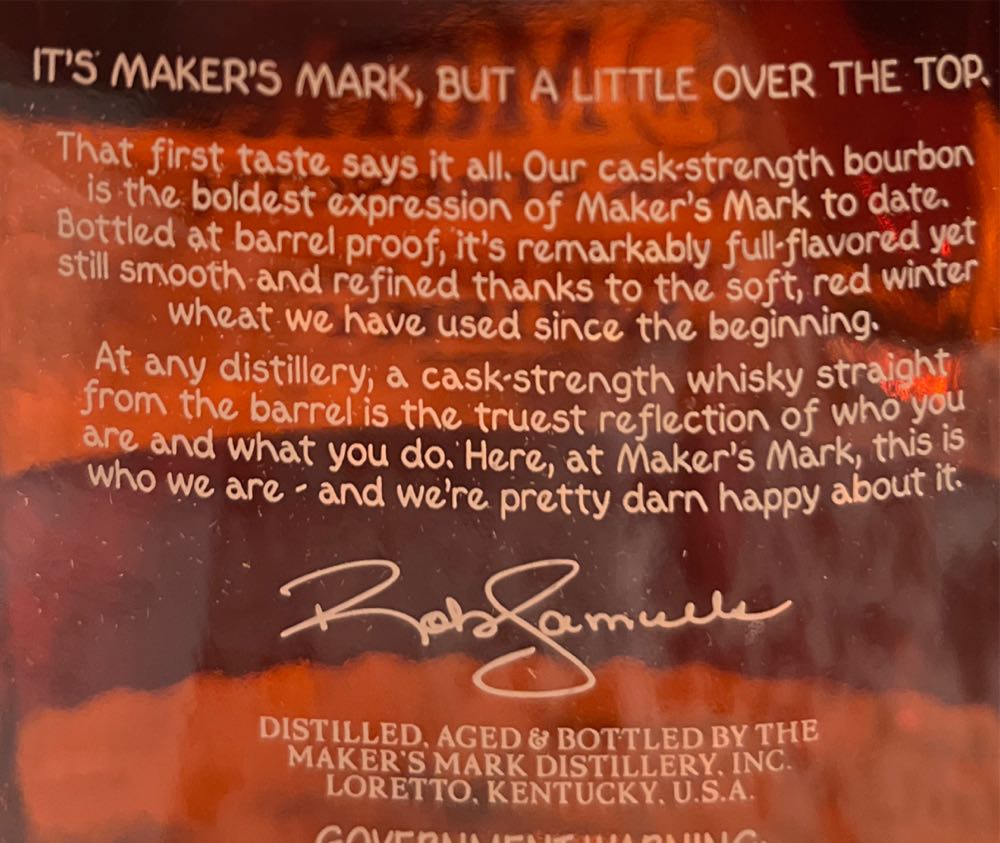 IT'S MAKER'S MARK, BUT A LITTLE OVER THE TOP.
That first taste says it all. Our cask-strength bourbon
is the boldest expression of Maker's Mark to date.
Bottled at barrel proof, it's remarkably full-flavored yet
still smooth and refined thanks to the soft, red winter
wheat we have used since the beginning.
At any distillery, a cask-strength whisky straight
from the barrel is the truest reflection of who you
are and what you do. Here, at Maker's Mark, this is
who we are - and we're pretty darn happy about it.
Rob Samuels
DISTILLED, AGED & BOTTLED BY THE
MAKER'S MARK DISTILLERY, INC.
LORETTO, KENTUCKY, U.S.A.
GOVERNMENT WARNING: